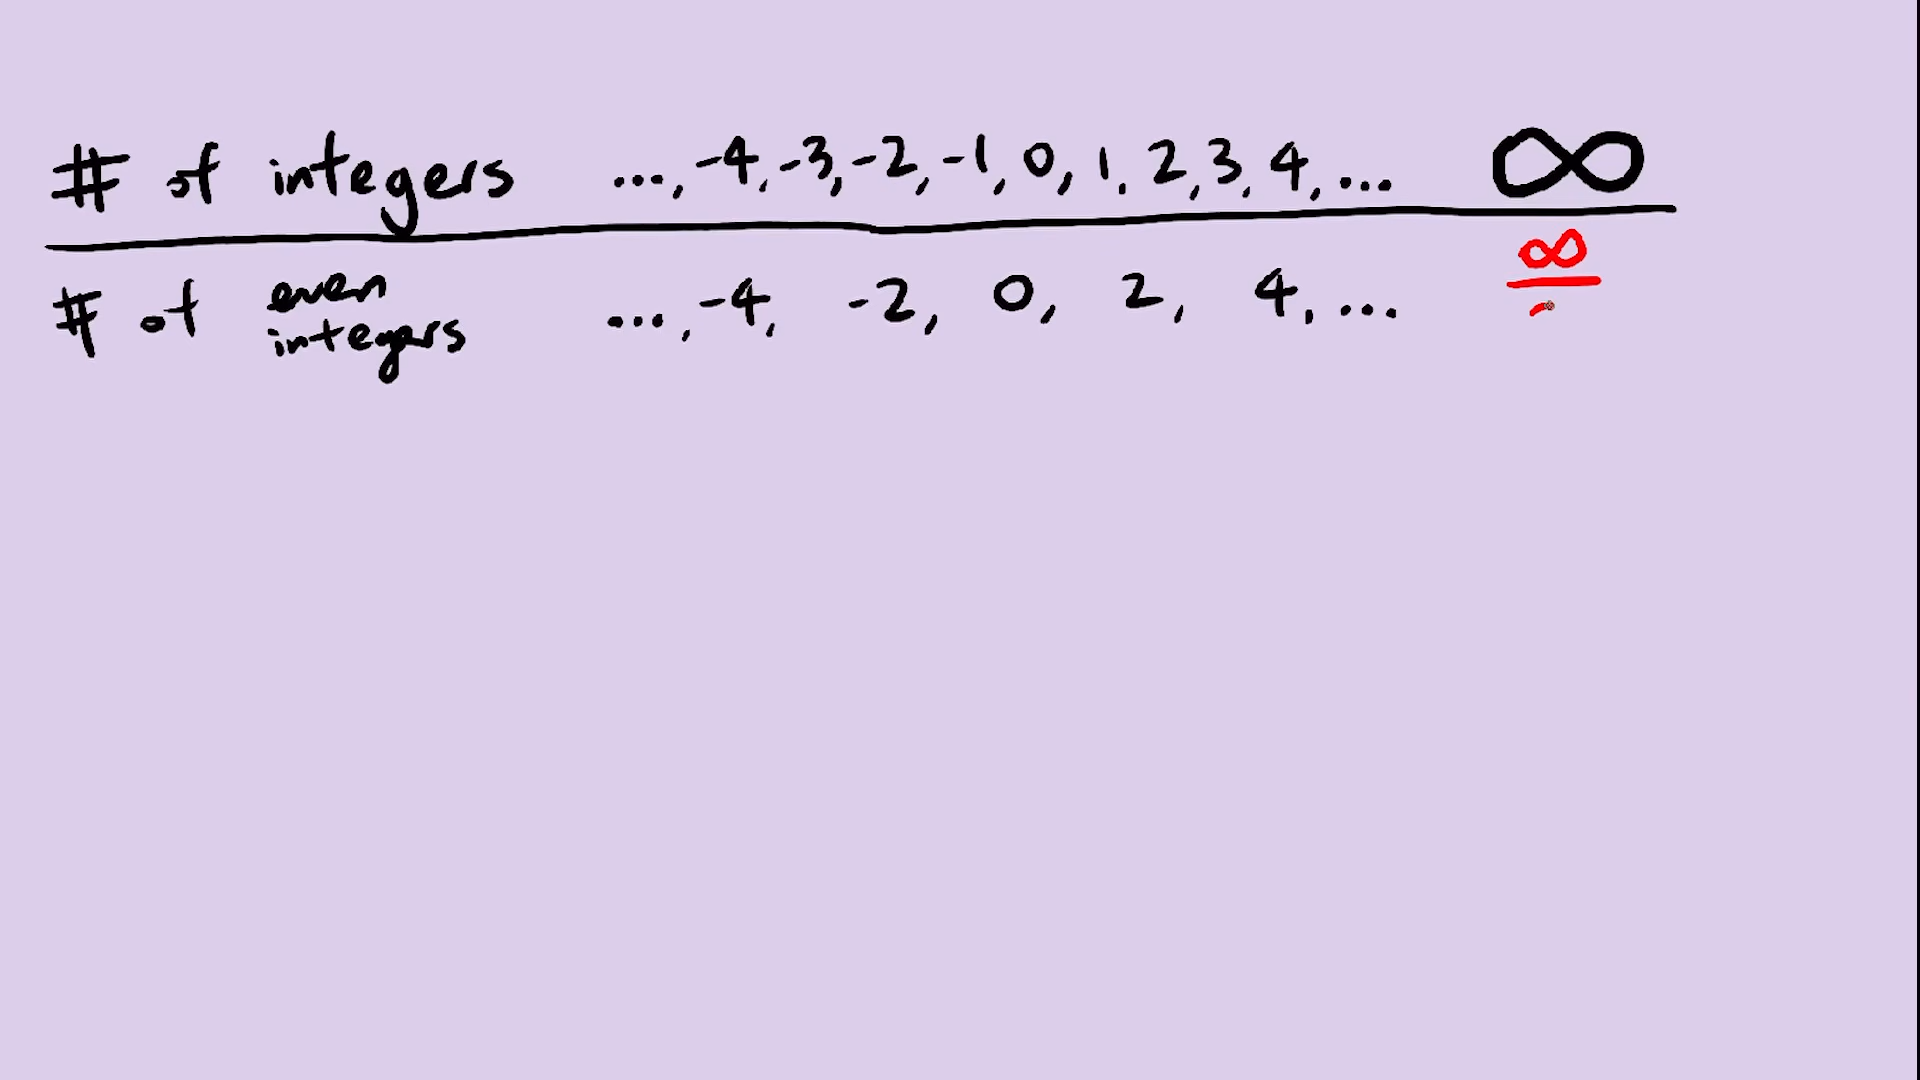 # of integers ..., -4, -3, -2, -1, 0, 1, 2, 3, 4, ... ∞
# of even integers ..., -4, -2, 0, 2, 4, ... ∞